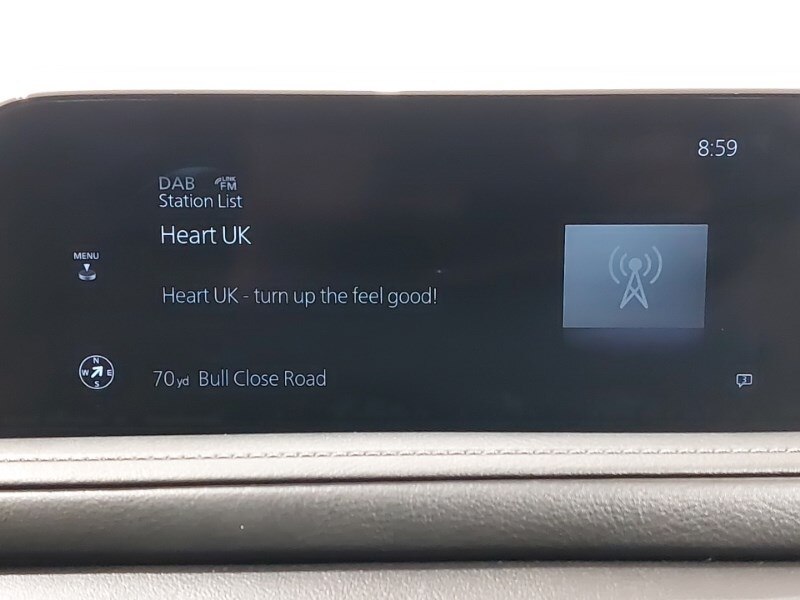 8:59
DAB LINK FM
Station List
Heart UK
MENU
Heart UK - turn up the feel good!
N
W E
S
70yd Bull Close Road
3